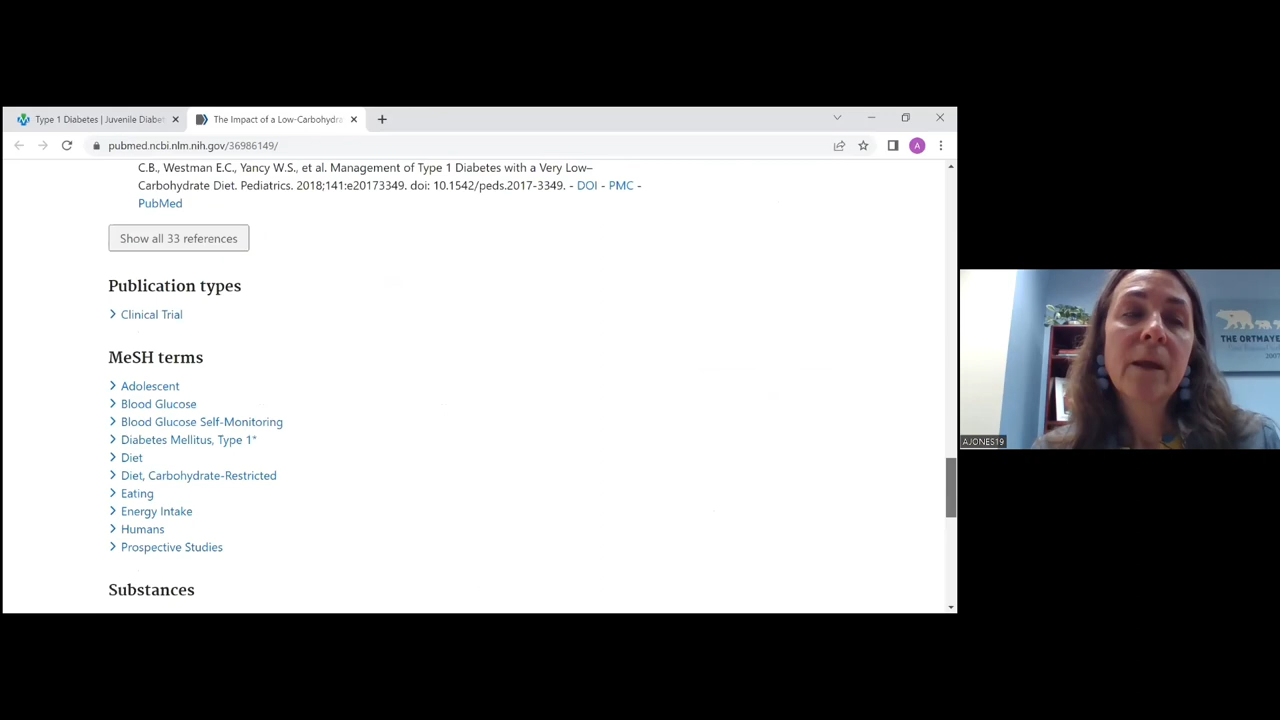 Type 1 Diabetes | Juvenile Diabet
The Impact of a Low-Carbohydra
pubmed.ncbi.nlm.nih.gov/36986149/
A
C.B., Westman E.C., Yancy W.S., et al. Management of Type 1 Diabetes with a Very Low–
Carbohydrate Diet. Pediatrics. 2018;141:e20173349. doi: 10.1542/peds.2017-3349. - DOI - PMC -
PubMed
Show all 33 references
Publication types
Clinical Trial
MeSH terms
Adolescent
Blood Glucose
Blood Glucose Self-Monitoring
Diabetes Mellitus, Type 1*
Diet
Diet, Carbohydrate-Restricted
Eating
Energy Intake
Humans
Prospective Studies
Substances
THE ORTMAYE
2007
AJONES19